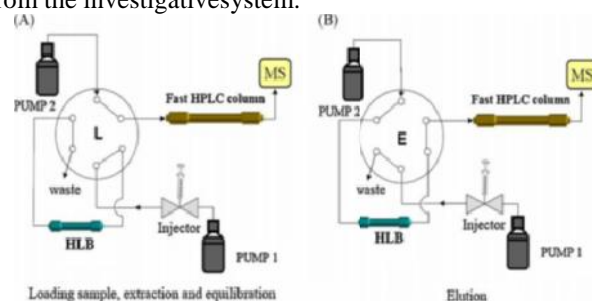 from the investigativesystem.
(A)
MS
PUMP 2
Fast HPLC column
L
waste
HLB
Injector
PUMP 1
Loading sample, extraction and equilibration
(B)
MS
PUMP 2
Fast HPLC column
E
waste
HLB
Injector
PUMP 1
Elution